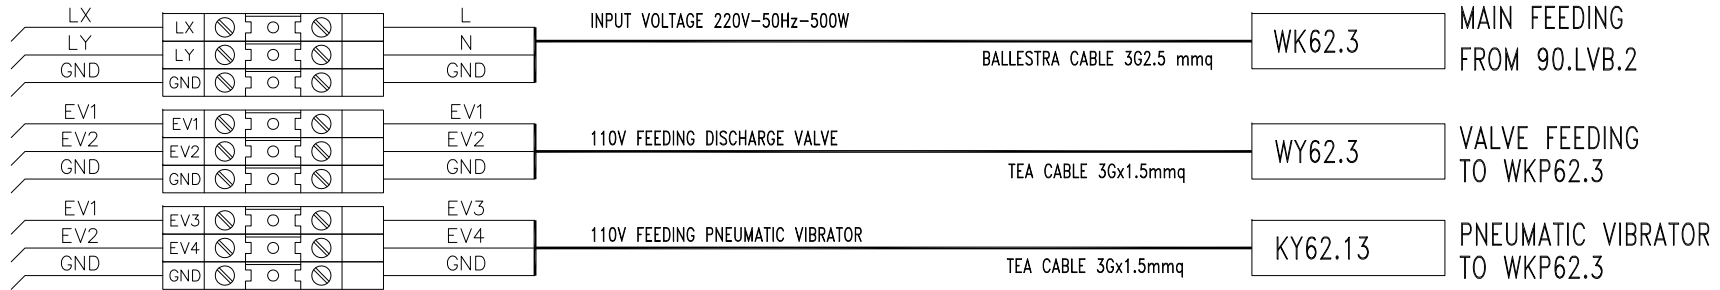 LX LX L INPUT VOLTAGE 220V-50Hz-500W WK62.3 MAIN FEEDING
LY LY N BALLESTRA CABLE 3G2.5 mmq FROM 90.LVB.2
GND GND GND
EV1 EV1 EV1
EV2 EV2 EV2 110V FEEDING DISCHARGE VALVE WY62.3 VALVE FEEDING
GND GND GND TEA CABLE 3Gx1.5mmq TO WKP62.3
EV1 EV3 EV3
EV2 EV4 EV4 110V FEEDING PNEUMATIC VIBRATOR KY62.13 PNEUMATIC VIBRATOR
GND GND GND TEA CABLE 3Gx1.5mmq TO WKP62.3